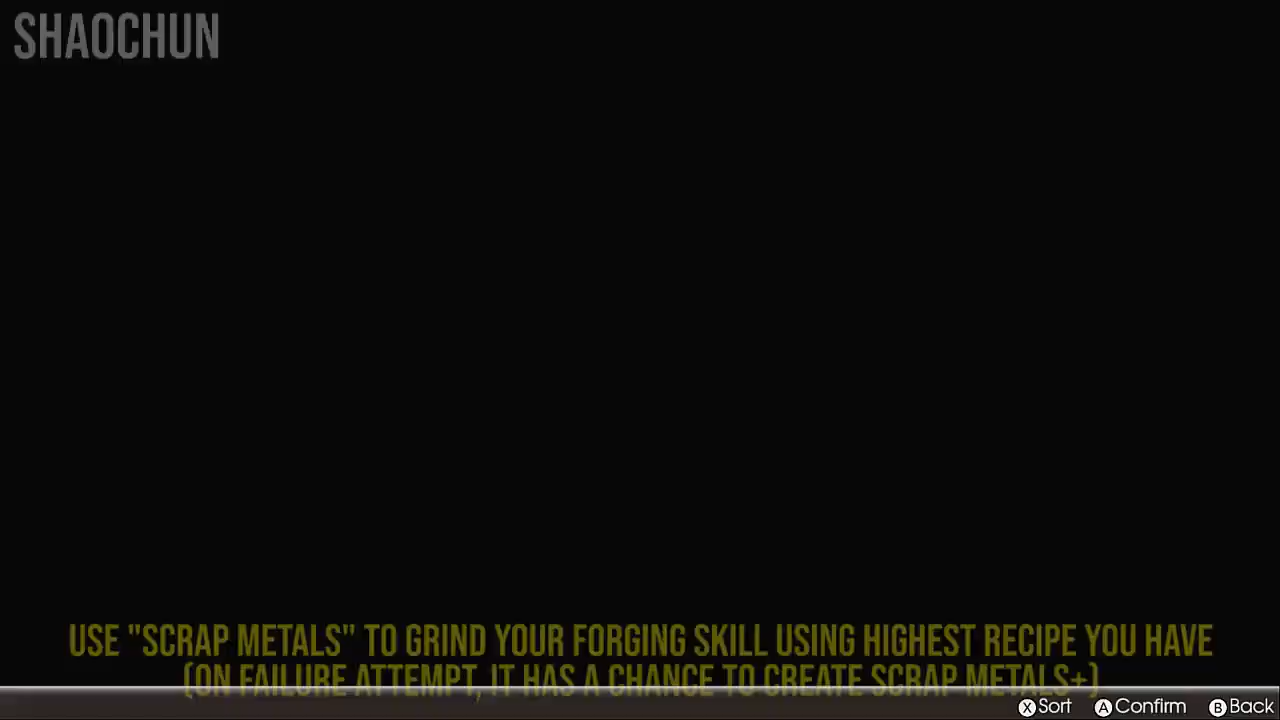 SHAOCHUN
USE "SCRAP METALS" TO GRIND YOUR FORGING SKILL USING HIGHEST RECIPE YOU HAVE
(ON FAILURE ATTEMPT, IT HAS A CHANCE TO CREATE SCRAP METALS+)
X Sort A Confirm B Back